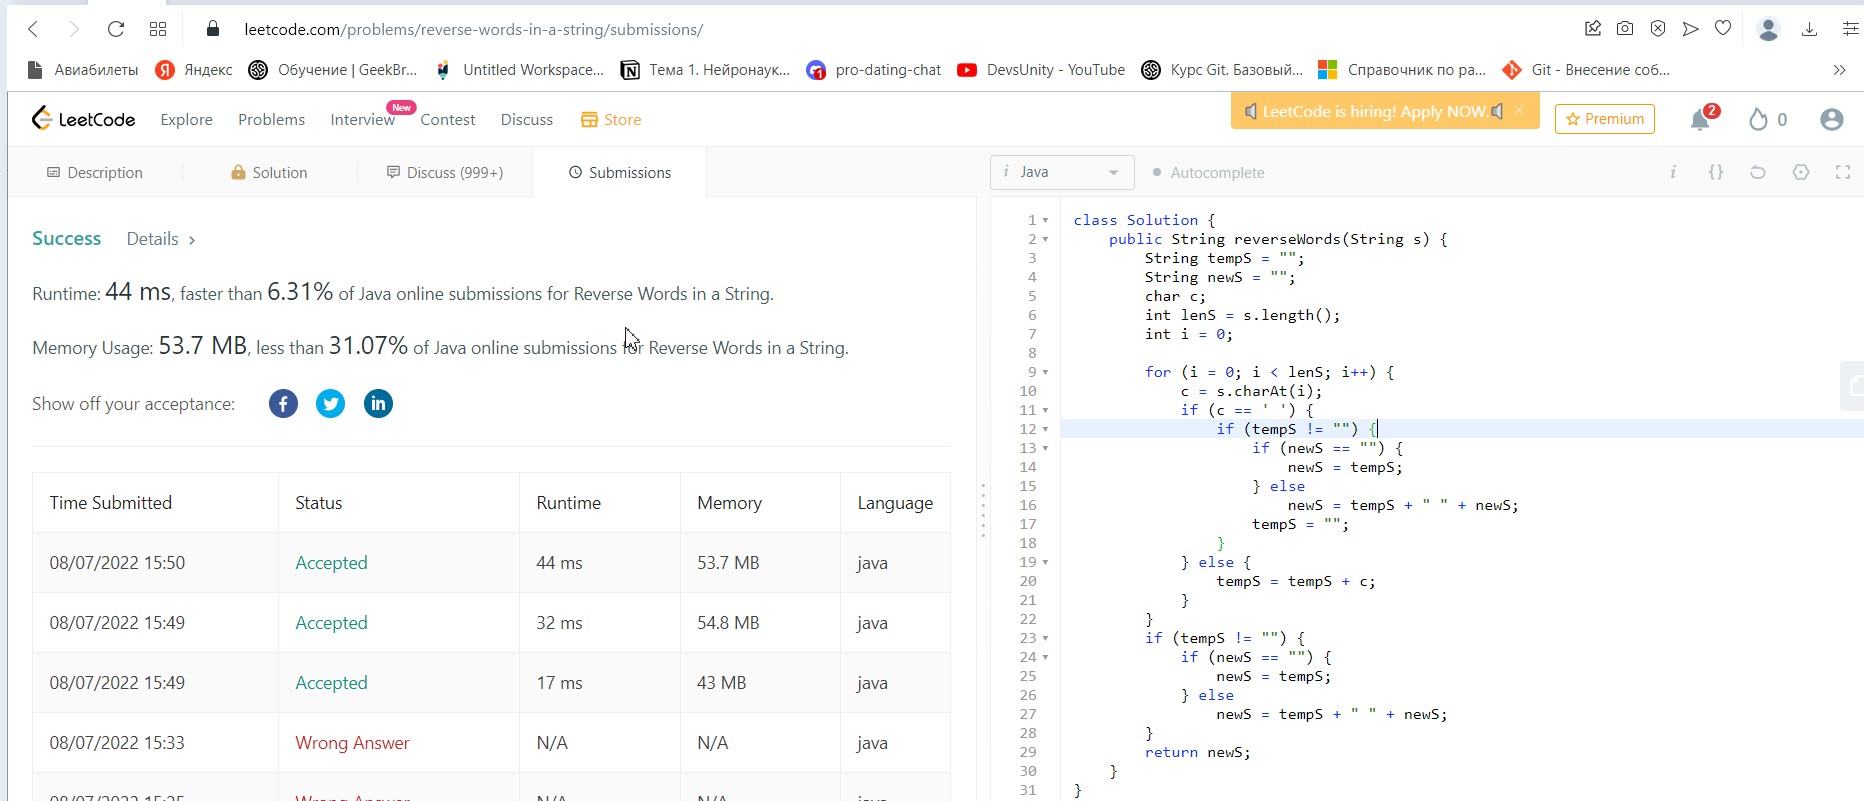 leetcode.com/problems/reverse-words-in-a-string/submissions/
Авиабилеты Яндекс Обучение | GeekBr... Untitled Workspace... Тема 1. Нейронаук... pro-dating-chat DevsUnity - YouTube Курс Git. Базовый... Справочник по ра... Git - Внесение соб...
LeetCode Explore Problems Interview New Contest Discuss Store LeetCode is hiring! Apply NOW. Premium 2 0
Description Solution Discuss (999+) Submissions
Success Details >
Runtime: 44 ms, faster than 6.31% of Java online submissions for Reverse Words in a String.
Memory Usage: 53.7 MB, less than 31.07% of Java online submissions for Reverse Words in a String.
Show off your acceptance:
Time Submitted Status Runtime Memory Language
08/07/2022 15:50 Accepted 44 ms 53.7 MB java
08/07/2022 15:49 Accepted 32 ms 54.8 MB java
08/07/2022 15:49 Accepted 17 ms 43 MB java
08/07/2022 15:33 Wrong Answer N/A N/A java
i Java Autocomplete i {}
1 class Solution {
2 public String reverseWords(String s) {
3 String tempS = "";
4 String newS = "";
5 char c;
6 int lenS = s.length();
7 int i = 0;
8
9 for (i = 0; i < lenS; i++) {
10 c = s.charAt(i);
11 if (c == ' ') {
12 if (tempS != "") {
13 if (newS == "") {
14 newS = tempS;
15 } else
16 newS = tempS + " " + newS;
17 tempS = "";
18 }
19 } else {
20 tempS = tempS + c;
21 }
22 }
23 if (tempS != "") {
24 if (newS == "") {
25 newS = tempS;
26 } else
27 newS = tempS + " " + newS;
28 }
29 return newS;
30 }
31 }